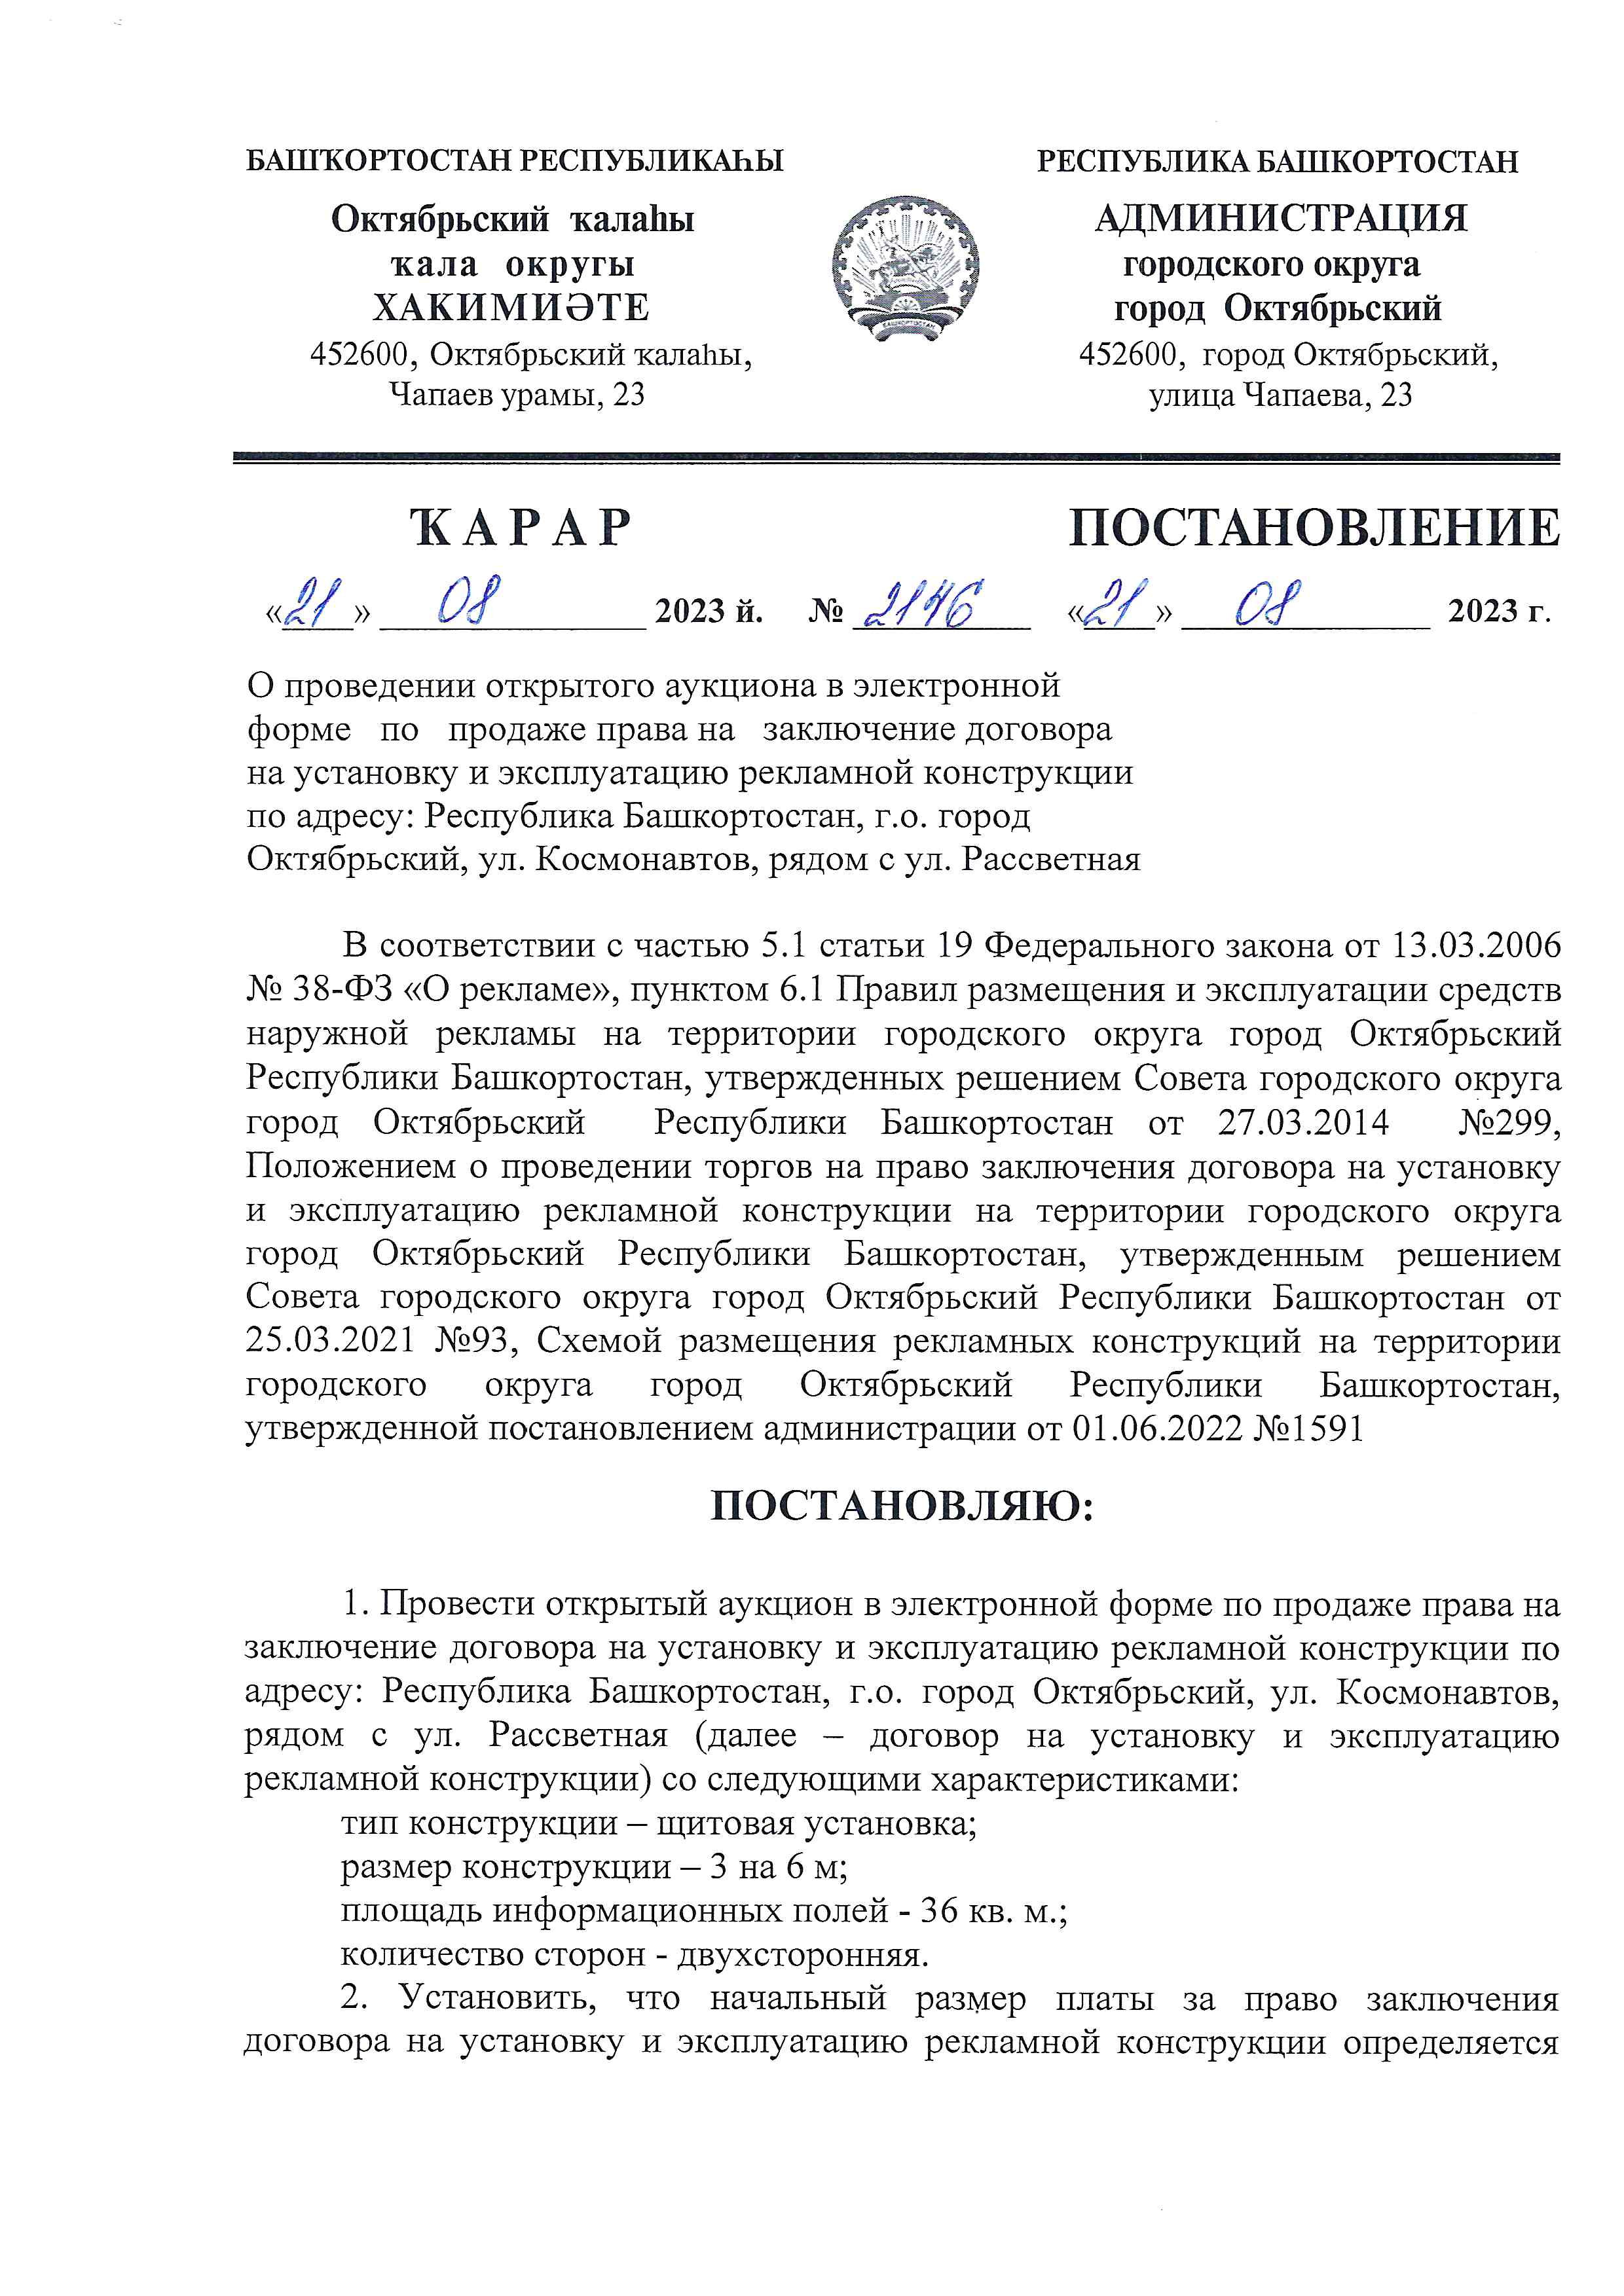 БАШҠОРТОСТАН РЕСПУБЛИКАҺЫ
Октябрьский ҡалаһы
ҡала округы
ХАКИМИӘТЕ
452600, Октябрьский ҡалаһы,
Чапаев урамы, 23
БАШКОРТОСТАН
РЕСПУБЛИКА БАШКОРТОСТАН
АДМИНИСТРАЦИЯ
городского округа
город Октябрьский
452600, город Октябрьский,
улица Чапаева, 23
ҠАРАР
ПОСТАНОВЛЕНИЕ
«21» 08 2023 й. № 2146 «21» 08 2023 г.
О проведении открытого аукциона в электронной
форме по продаже права на заключение договора
на установку и эксплуатацию рекламной конструкции
по адресу: Республика Башкортостан, г.о. город
Октябрьский, ул. Космонавтов, рядом с ул. Рассветная
В соответствии с частью 5.1 статьи 19 Федерального закона от 13.03.2006
№ 38-ФЗ «О рекламе», пунктом 6.1 Правил размещения и эксплуатации средств
наружной рекламы на территории городского округа город Октябрьский
Республики Башкортостан, утвержденных решением Совета городского округа
город Октябрьский Республики Башкортостан от 27.03.2014 №299,
Положением о проведении торгов на право заключения договора на установку
и эксплуатацию рекламной конструкции на территории городского округа
город Октябрьский Республики Башкортостан, утвержденным решением
Совета городского округа город Октябрьский Республики Башкортостан от
25.03.2021 №93, Схемой размещения рекламных конструкций на территории
городского округа город Октябрьский Республики Башкортостан,
утвержденной постановлением администрации от 01.06.2022 №1591
ПОСТАНОВЛЯЮ:
1. Провести открытый аукцион в электронной форме по продаже права на
заключение договора на установку и эксплуатацию рекламной конструкции по
адресу: Республика Башкортостан, г.о. город Октябрьский, ул. Космонавтов,
рядом с ул. Рассветная (далее – договор на установку и эксплуатацию
рекламной конструкции) со следующими характеристиками:
тип конструкции – щитовая установка;
размер конструкции – 3 на 6 м;
площадь информационных полей - 36 кв. м.;
количество сторон - двухсторонняя.
2. Установить, что начальный размер платы за право заключения
договора на установку и эксплуатацию рекламной конструкции определяется